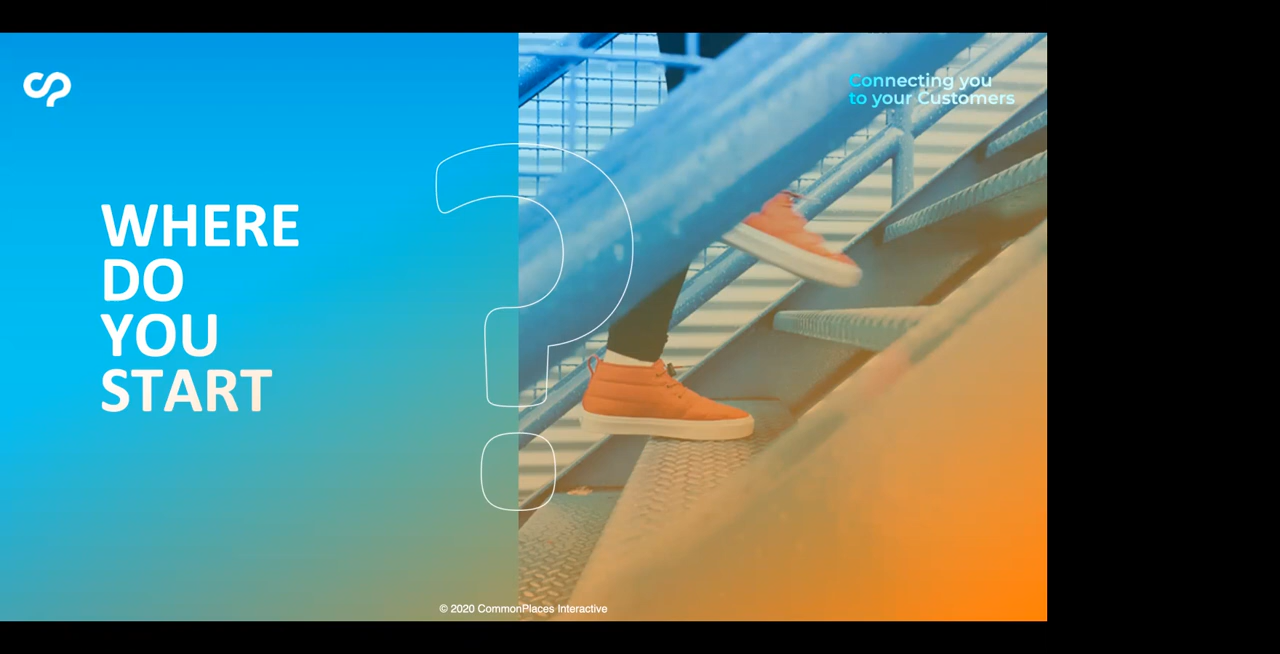 Connecting you
to your Customers
WHERE
DO
YOU
START
?
© 2020 CommonPlaces Interactive